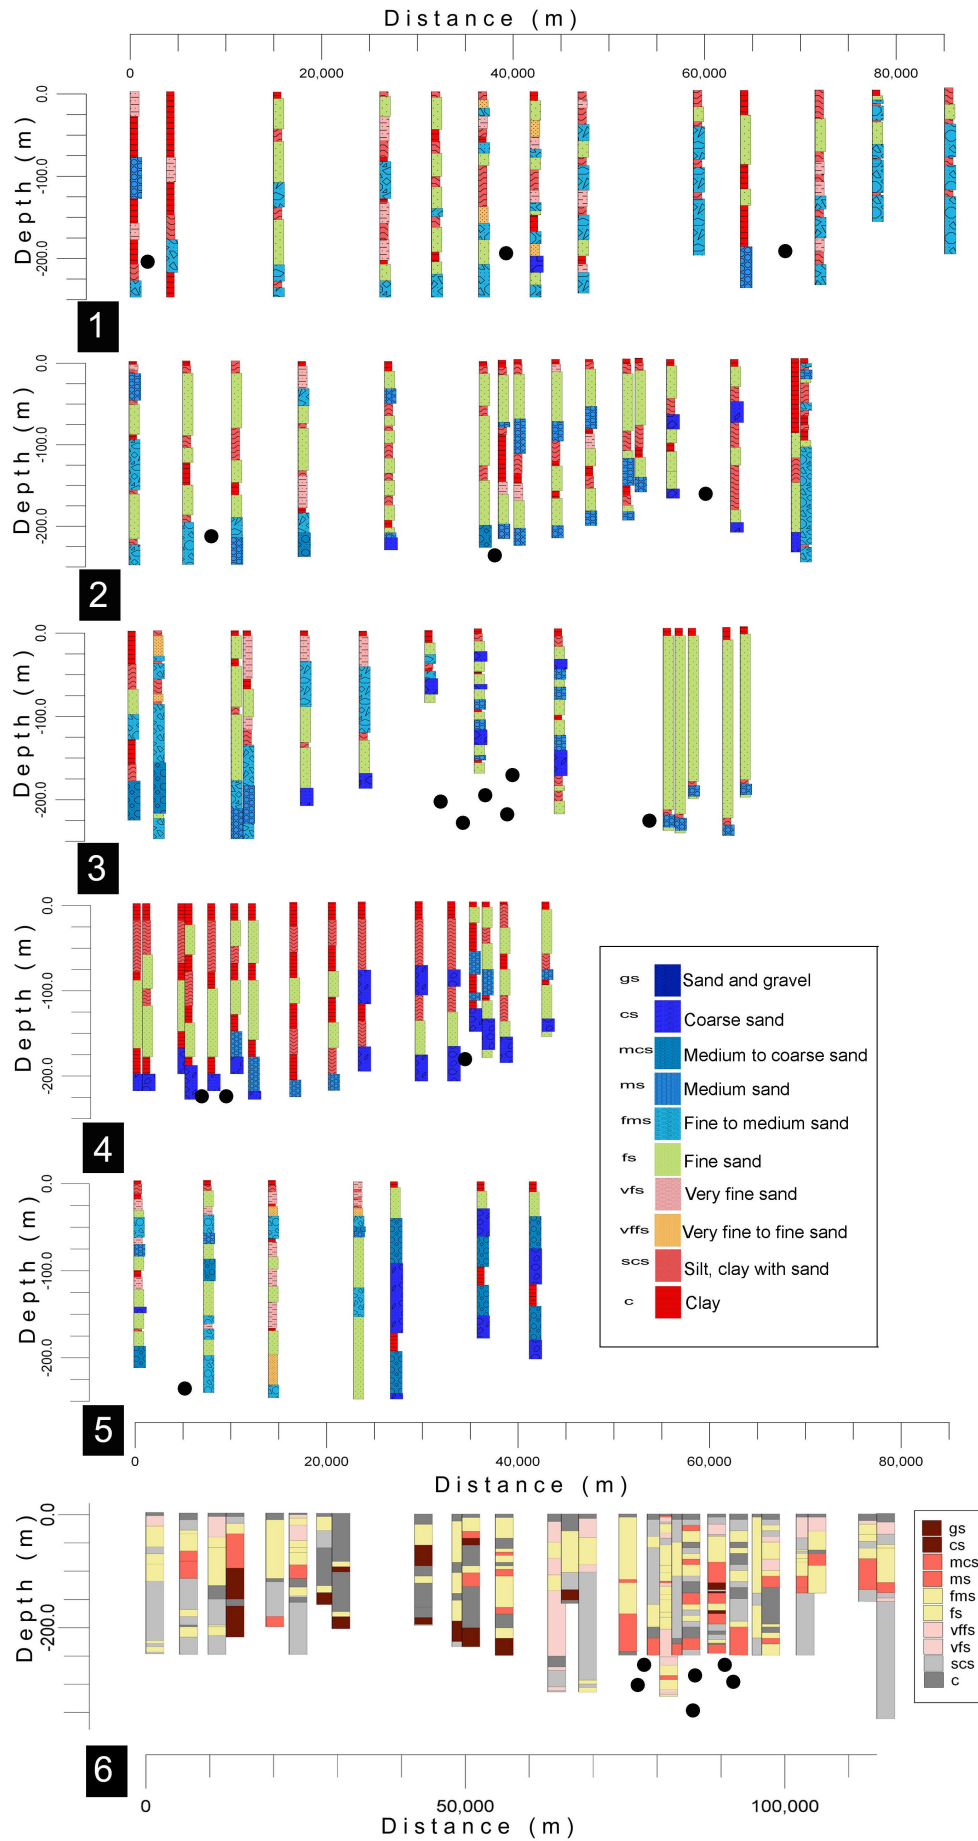 Distance (m)
0 20,000 40,000 60,000 80,000
Depth (m)
0.0
-100.0
-200.0
1
Depth (m)
0.0
-100.0
-200.0
2
Depth (m)
0.0
-100.0
-200.0
3
Depth (m)
0.0
-100.0
-200.0
4
gs Sand and gravel
cs Coarse sand
mcs Medium to coarse sand
ms Medium sand
fms Fine to medium sand
fs Fine sand
vfs Very fine sand
vffs Very fine to fine sand
scs Silt, clay with sand
c Clay
Depth (m)
0.0
-100.0
-200.0
5
0 20,000 40,000 60,000 80,000
Distance (m)
Depth (m)
0.0
-200.0
gs
cs
mcs
ms
fms
fs
vffs
vfs
scs
c
6
0 50,000 100,000
Distance (m)